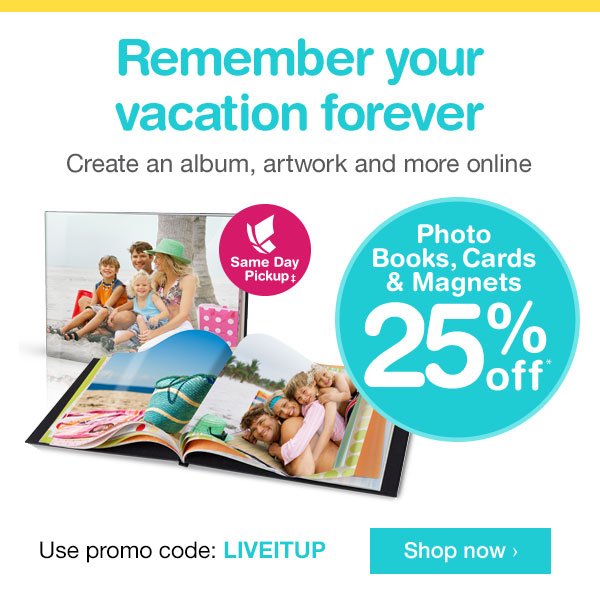 Remember your
vacation forever
Create an album, artwork and more online
Same Day
Pickup‡
Photo
Books, Cards
& Magnets
25% off*
Use promo code: LIVEITUP
Shop now ›